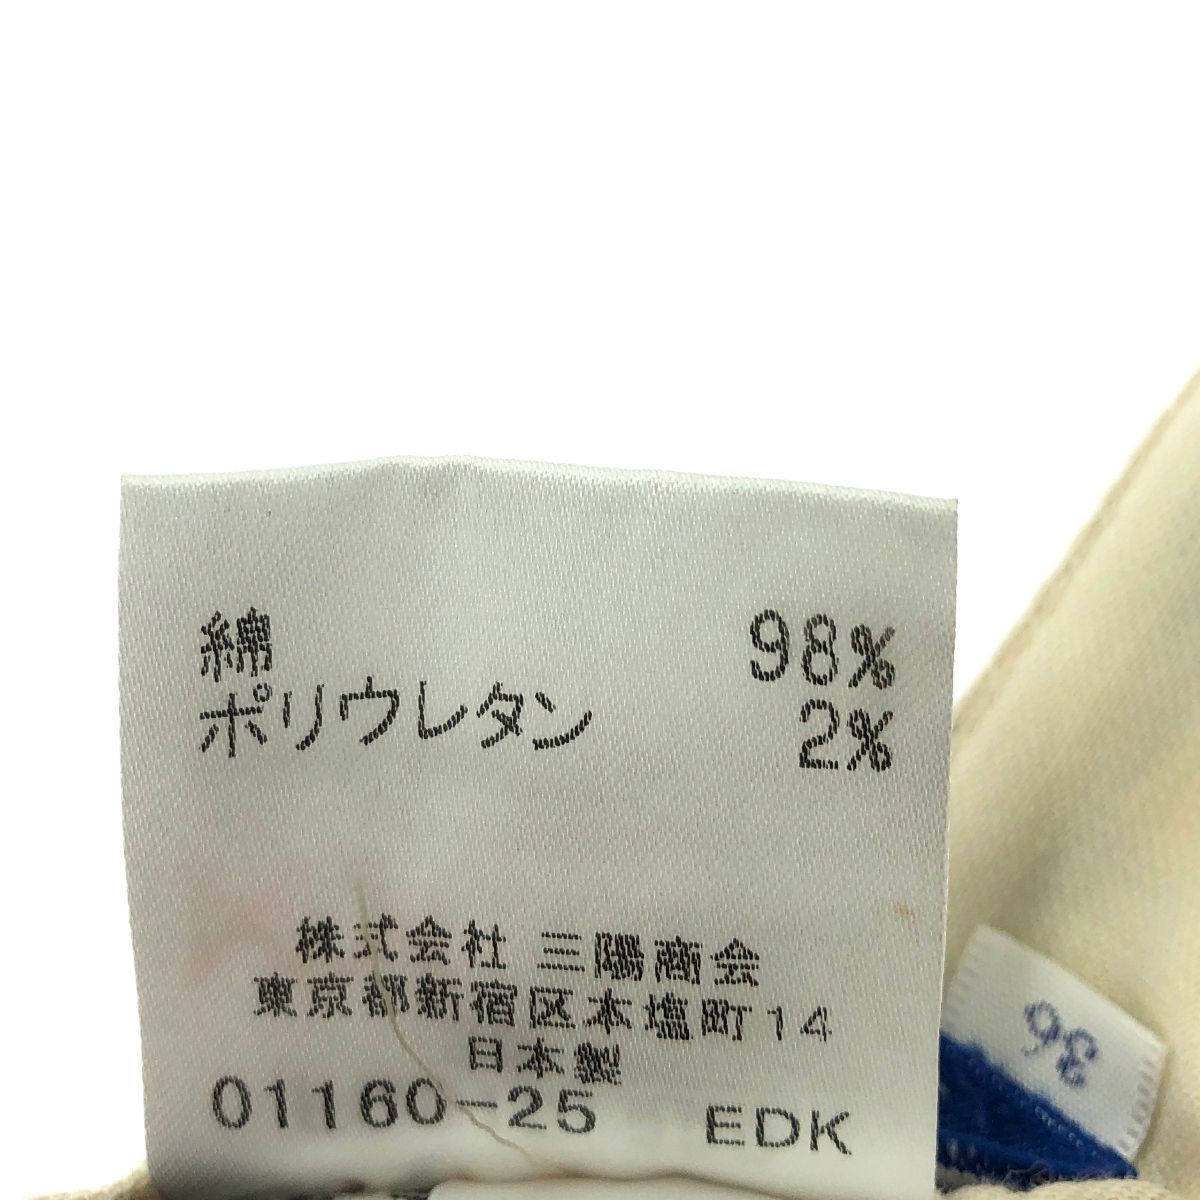 綿 98%
ポリウレタン 2%
株式会社 三陽商会
東京都新宿区本塩町14
日本製
01160-25 EDK
36